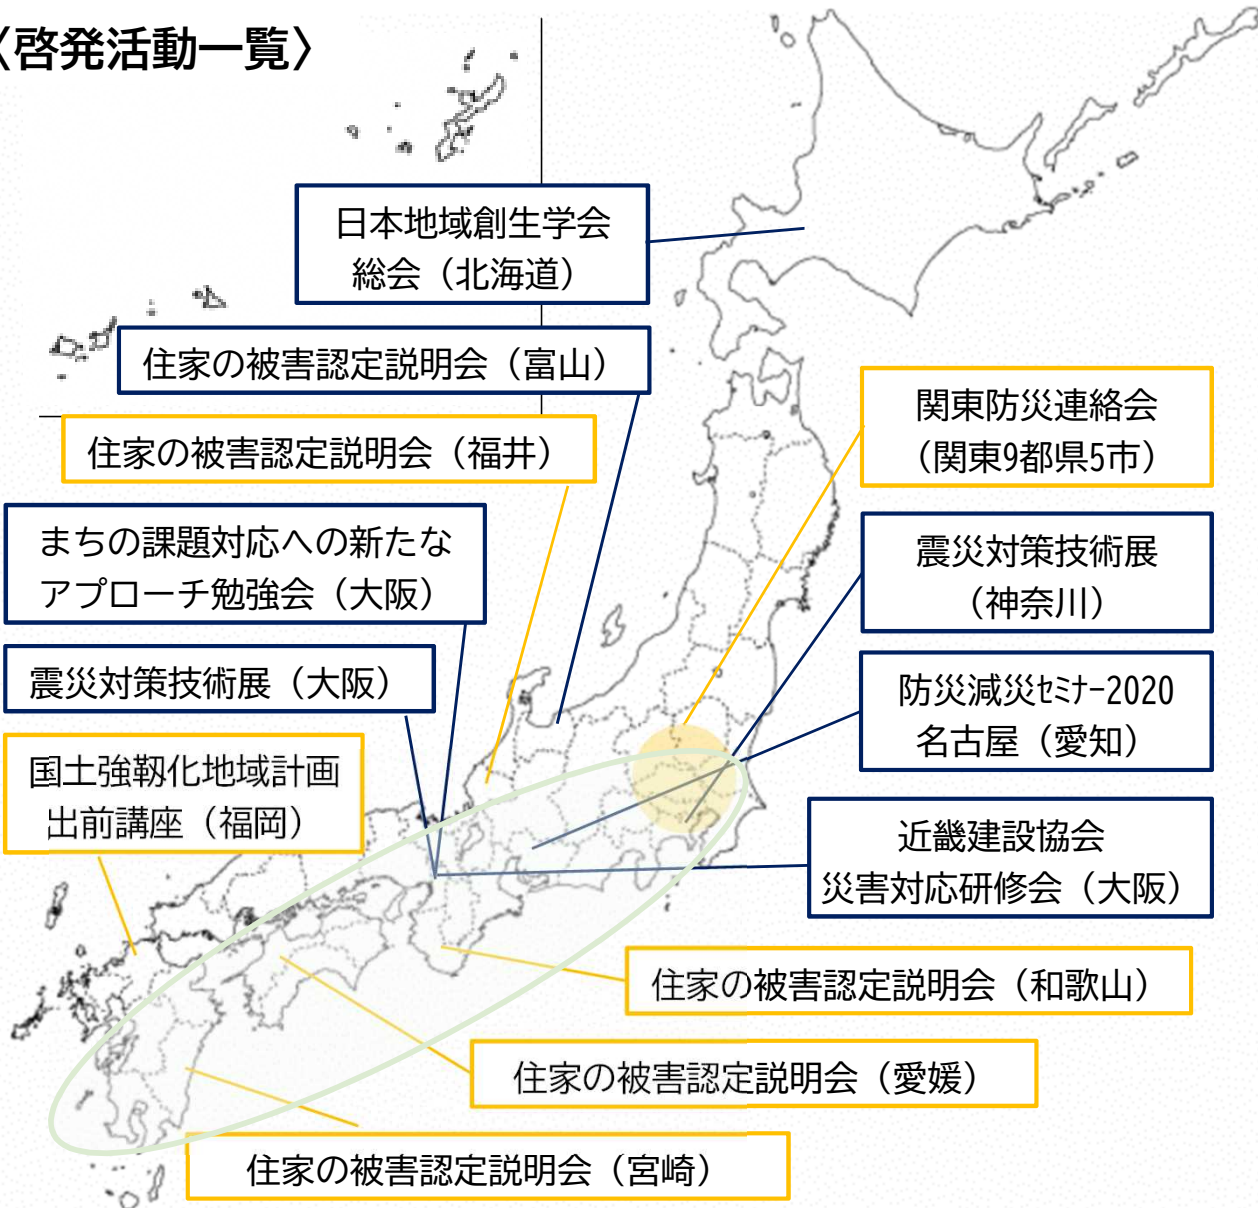 〈啓発活動一覧〉
日本地域創生学会
総会（北海道）
住家の被害認定説明会（富山）
住家の被害認定説明会（福井）
まちの課題対応への新たな
アプローチ勉強会（大阪）
震災対策技術展（大阪）
国土強靱化地域計画
出前講座（福岡）
関東防災連絡会
（関東9都県5市）
震災対策技術展
（神奈川）
防災減災ｾﾐﾅｰ2020
名古屋（愛知）
近畿建設協会
災害対応研修会（大阪）
住家の被害認定説明会（和歌山）
住家の被害認定説明会（愛媛）
住家の被害認定説明会（宮崎）